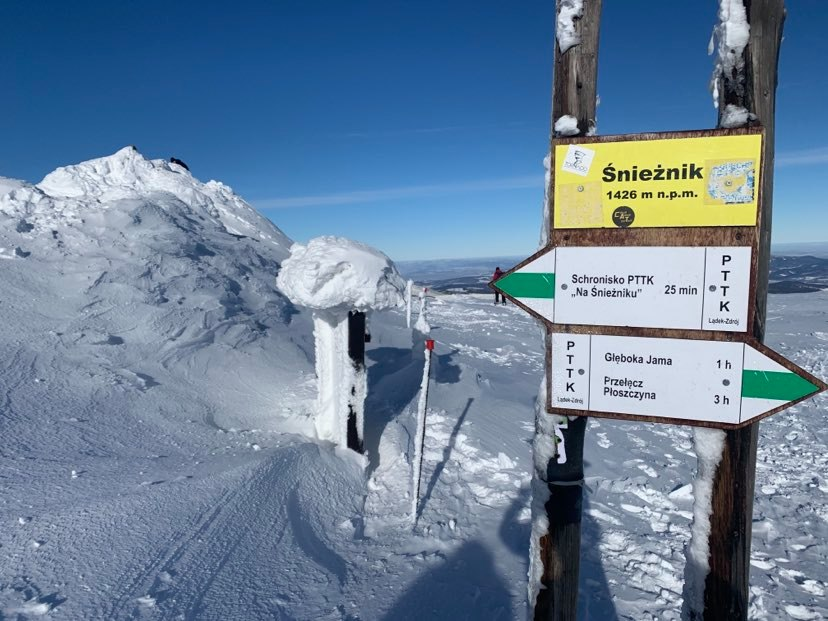 Śnieżnik
1426 m n.p.m.
Schronisko PTTK
„Na Śnieżniku” 25 min
PTTK
Lądek-Zdrój
PTTK
Lądek-Zdrój
Głęboka Jama 1 h
Przełęcz
Płoszczyna 3 h